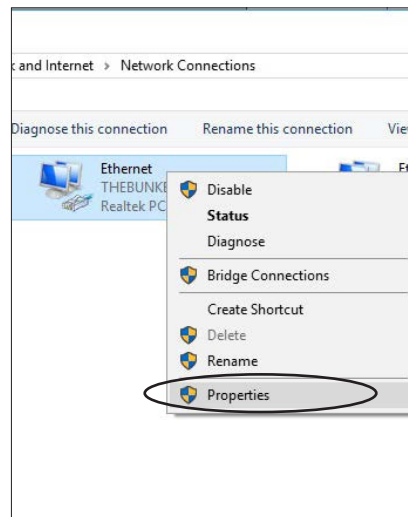 and Internet > Network Connections
Diagnose this connection Rename this connection
Ethernet
Realtek PC
Disable
Status
Diagnose
Bridge Connections
Create Shortcut
Delete
Rename
Properties